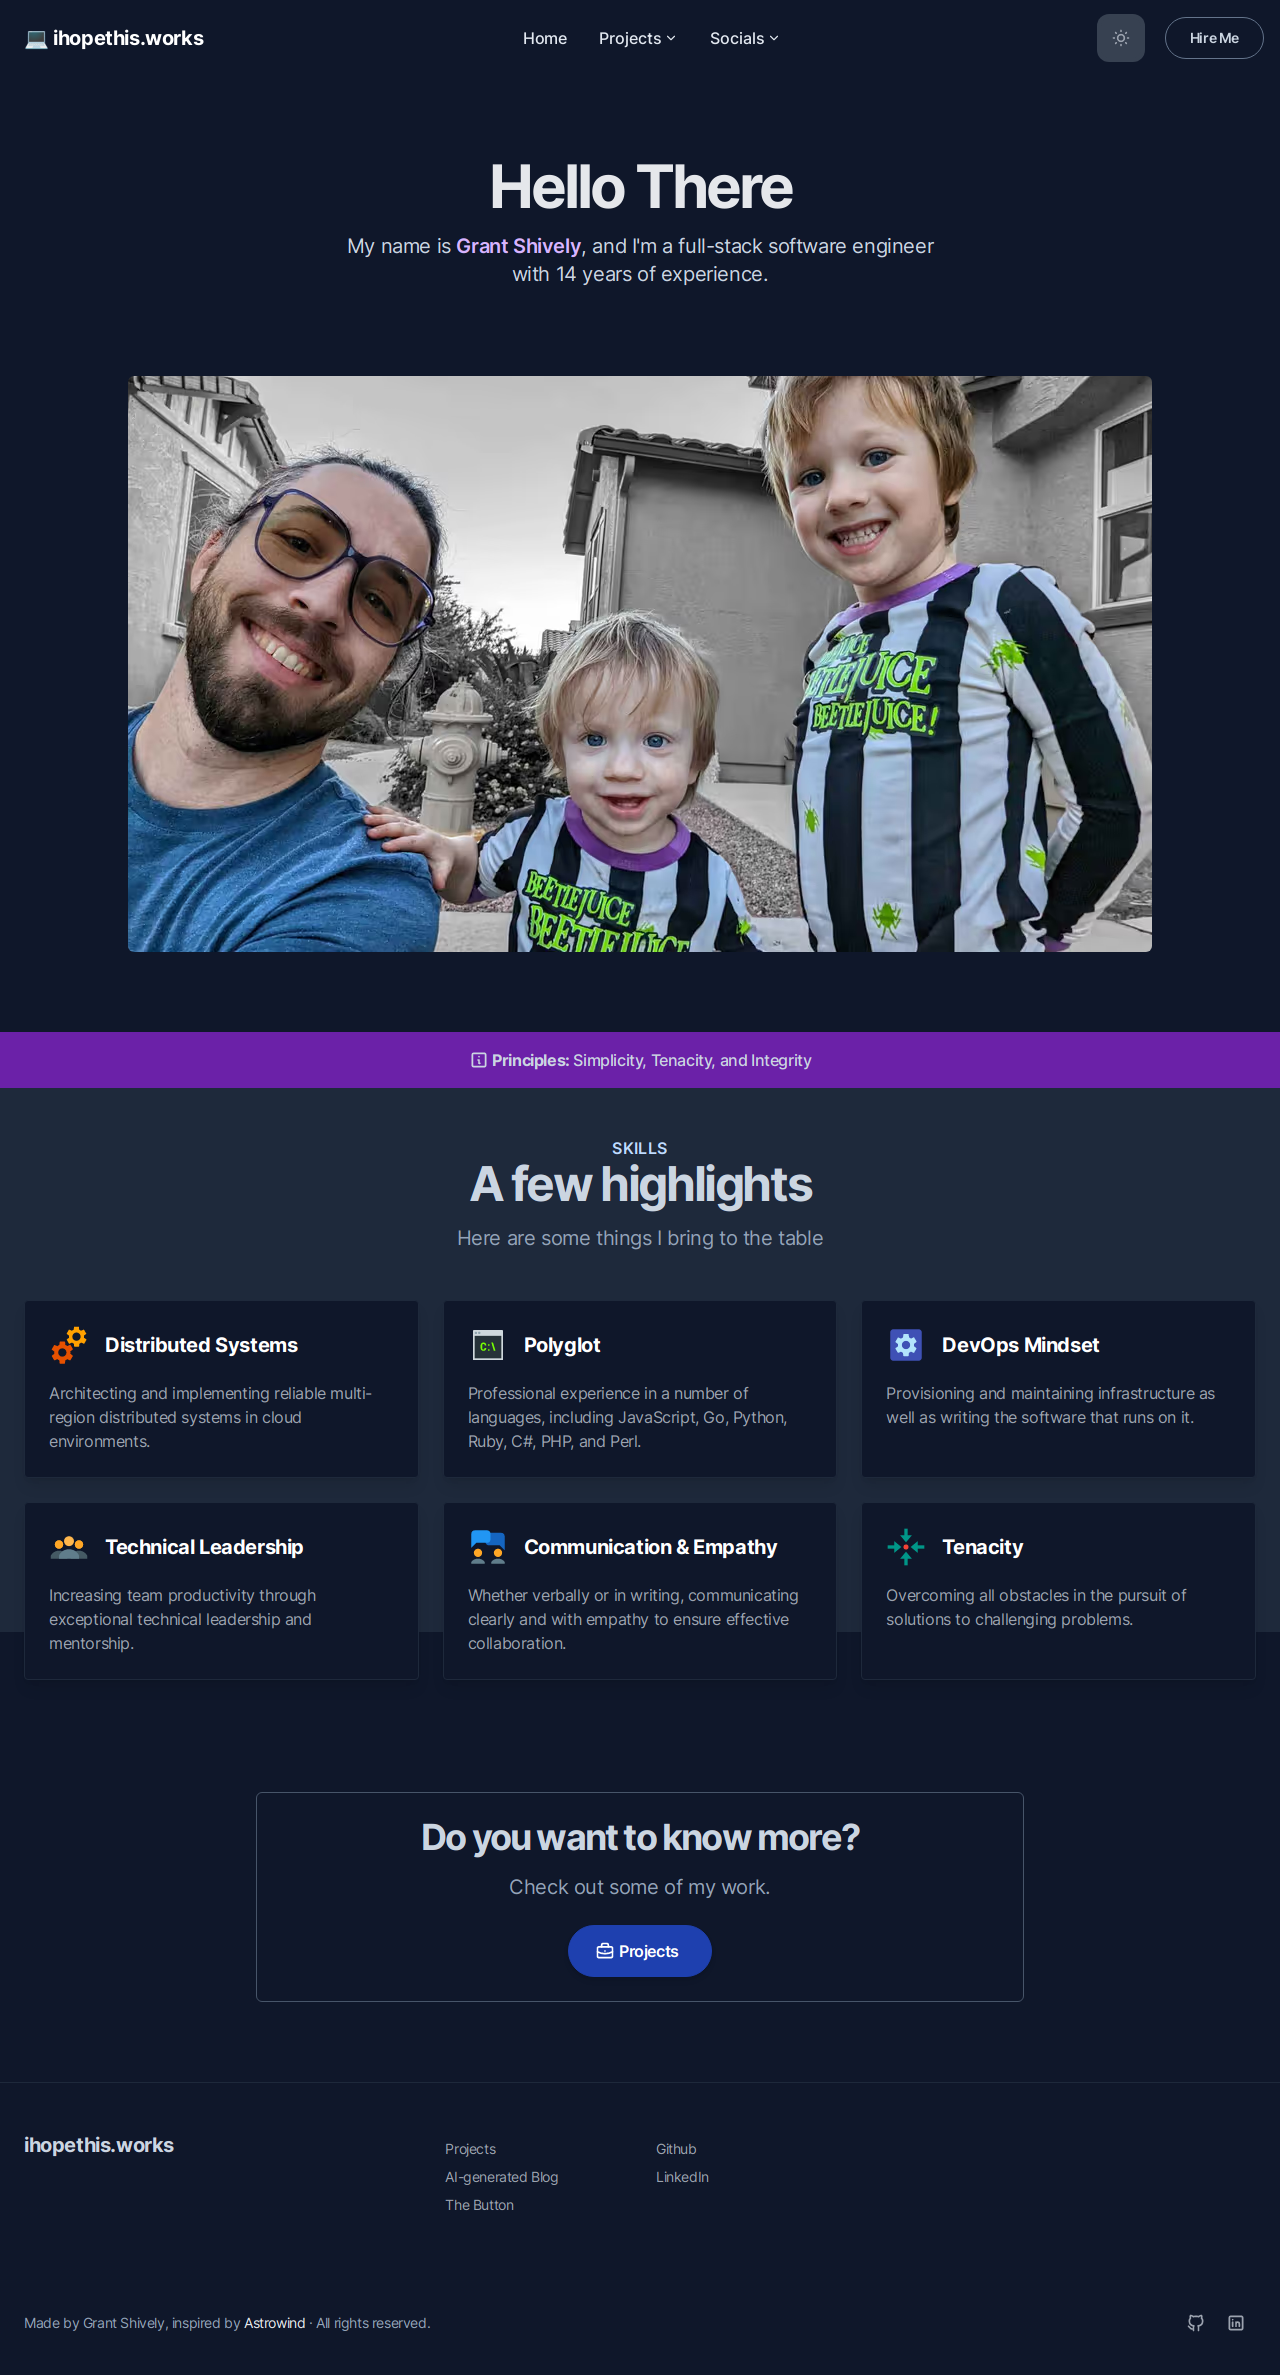 💻 ihopethis.works
Home
Projects
Socials
Hire Me
Hello There
My name is Grant Shively, and I'm a full-stack software engineer
with 14 years of experience.
BEETLEJUICE
BEETLEJUICE!
BEETLEJUICE
BEETLEJUICE
Principles: Simplicity, Tenacity, and Integrity
SKILLS
A few highlights
Here are some things I bring to the table
C:\
Distributed Systems
Architecting and implementing reliable multi-
region distributed systems in cloud
environments.
Polyglot
Professional experience in a number of
languages, including JavaScript, Go, Python,
Ruby, C#, PHP, and Perl.
DevOps Mindset
Provisioning and maintaining infrastructure as
well as writing the software that runs on it.
Technical Leadership
Increasing team productivity through
exceptional technical leadership and
mentorship.
Communication & Empathy
Whether verbally or in writing, communicating
clearly and with empathy to ensure effective
collaboration.
Tenacity
Overcoming all obstacles in the pursuit of
solutions to challenging problems.
Do you want to know more?
Check out some of my work.
Projects
ihopethis.works
Projects
AI-generated Blog
The Button
Github
LinkedIn
Made by Grant Shively, inspired by Astrowind · All rights reserved.